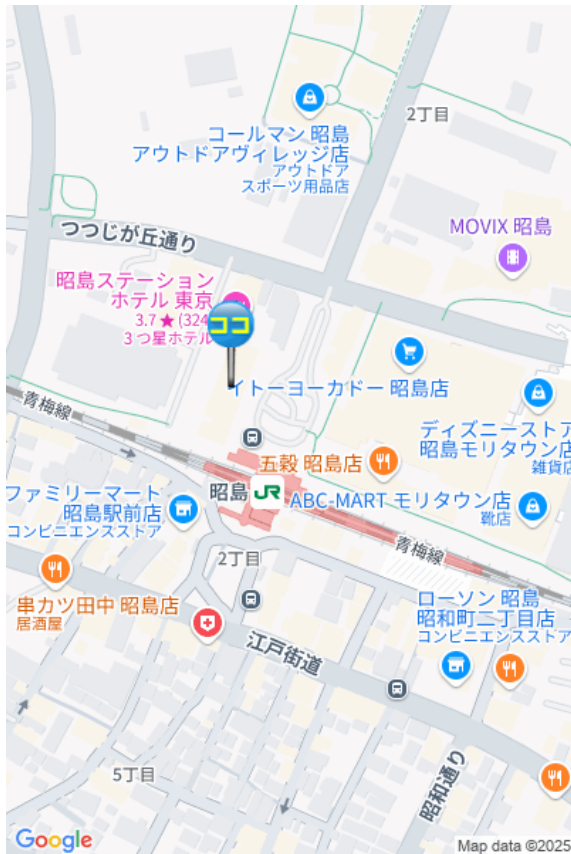 コールマン 昭島
アウトドアヴィレッジ店
アウトドア
スポーツ用品店
2丁目
つつじが丘通り
MOVIX 昭島
昭島ステーション
ホテル 東京
3.7 ★ (324
3 つ星ホテル
ココ
イトーヨーカドー 昭島店
青梅線
ディズニーストア
昭島モリタウン店
雑貨店
五穀 昭島店
昭島
JR
ABC-MART モリタウン店
靴店
ファミリーマート
昭島駅前店
コンビニエンスストア
青梅線
2丁目
串カツ田中 昭島店
居酒屋
ローソン 昭島
昭和町二丁目店
コンビニエンスストア
江戸街道
5丁目
昭和通り
Google
Map data ©2025